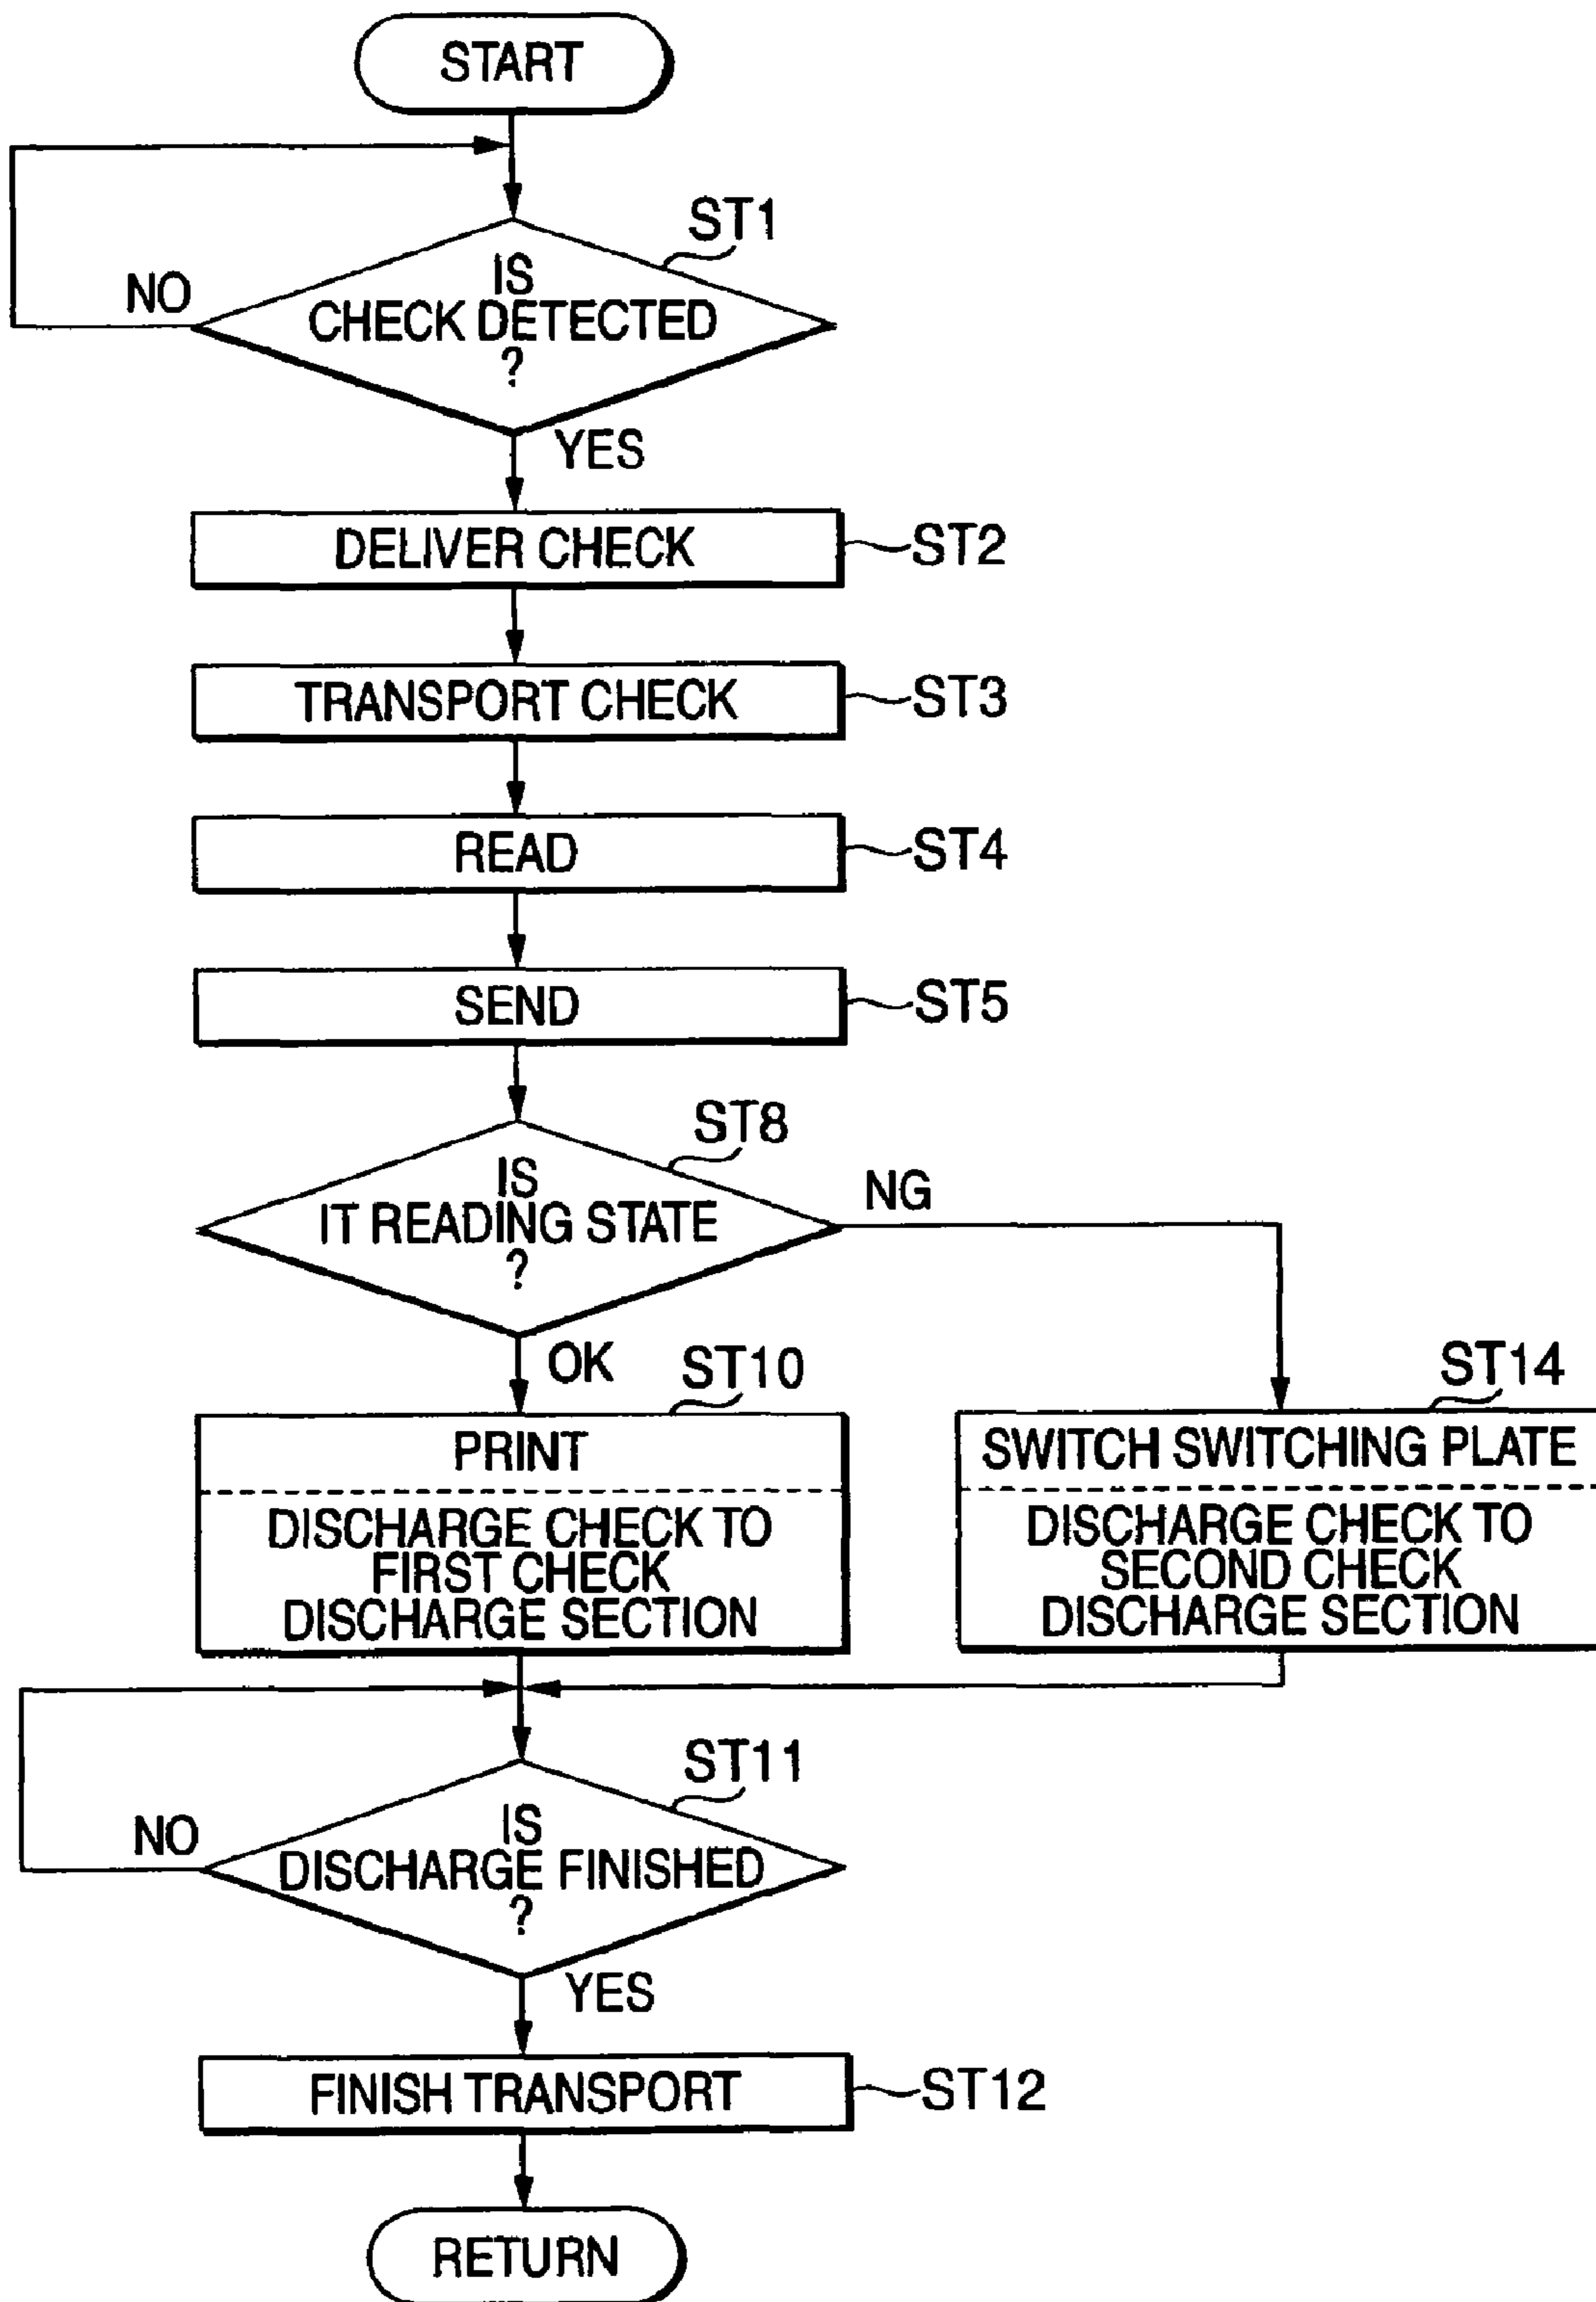 START
ST1
NO
IS
CHECK DETECTED
?
YES
DELIVER CHECK
ST2
TRANSPORT CHECK
ST3
READ
ST4
SEND
ST5
ST8
IS
IT READING STATE
?
NG
OK
ST10
PRINT
DISCHARGE CHECK TO
FIRST CHECK
DISCHARGE SECTION
ST14
SWITCH SWITCHING PLATE
DISCHARGE CHECK TO
SECOND CHECK
DISCHARGE SECTION
ST11
NO
IS
DISCHARGE FINISHED
?
YES
FINISH TRANSPORT
ST12
RETURN